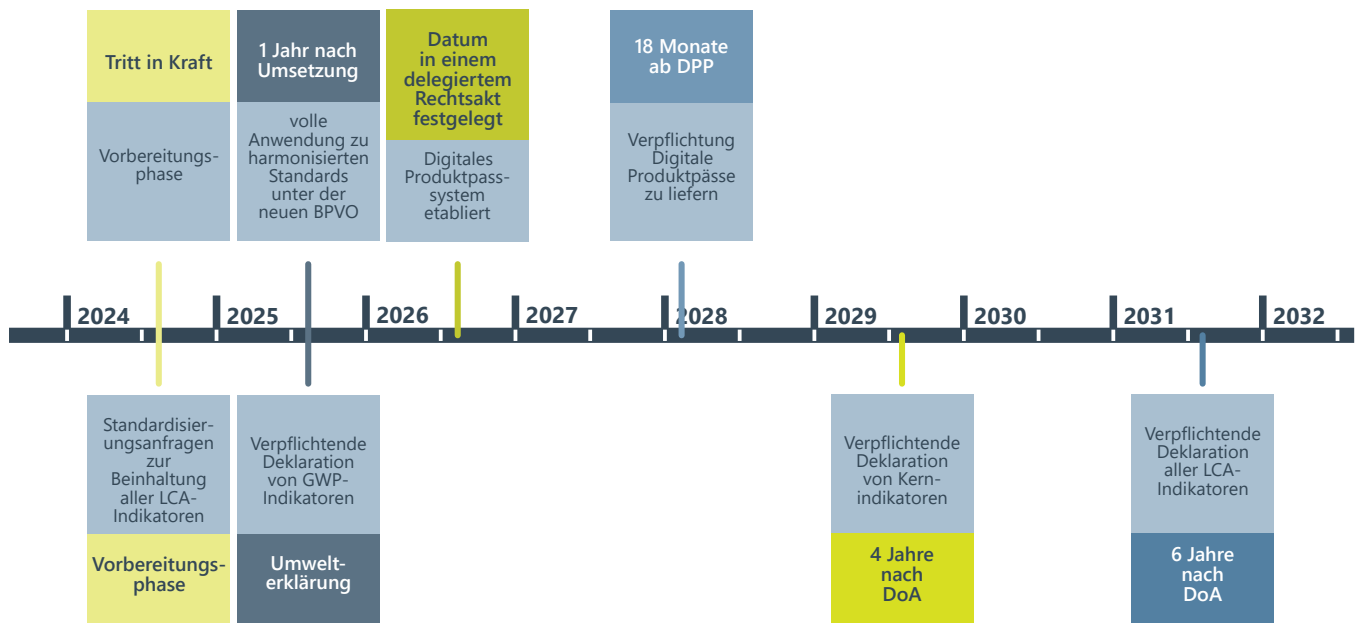 Tritt in Kraft
Vorbereitungs-
phase
1 Jahr nach
Umsetzung
volle
Anwendung zu
harmonisierten
Standards
unter der
neuen BPVO
Datum
in einem
delegiertem
Rechtsakt
festgelegt
Digitales
Produktpass-
system
etabliert
18 Monate
ab DPP
Verpflichtung
Digitale
Produktpässe
zu liefern
2024
2025
2026
2027
2028
2029
2030
2031
2032
Standardisier-
ungsanfragen
zur
Beinhaltung
aller LCA-
Indikatoren
Vorbereitungs-
phase
Verpflichtende
Deklaration
von GWP-
Indikatoren
Umwelt-
erklärung
Verpflichtende
Deklaration
von Kern-
indikatoren
4 Jahre
nach
DoA
Verpflichtende
Deklaration
aller LCA-
Indikatoren
6 Jahre
nach
DoA